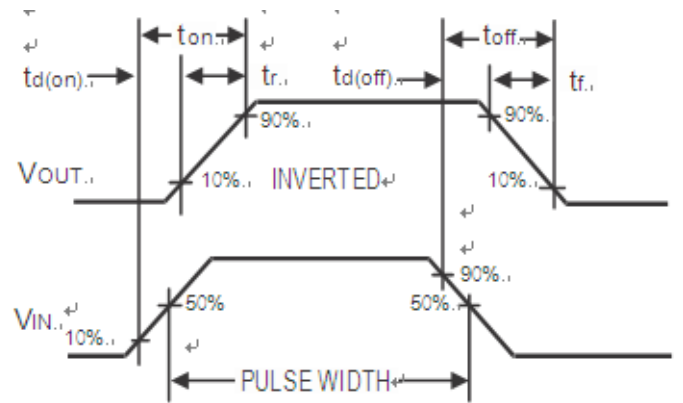 ton.
toff.
td(on).
tr.
td(off).
tf.
90%.
90%.
VOUT.
10%.
INVERTED
10%.
90%.
50%
50%.
VIN.
10%.
PULSE WIDTH